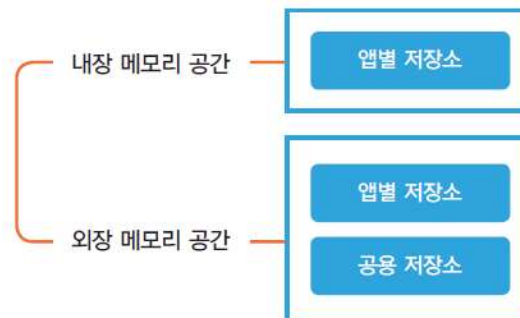 내장 메모리 공간
앱별 저장소
앱별 저장소
외장 메모리 공간
공용 저장소